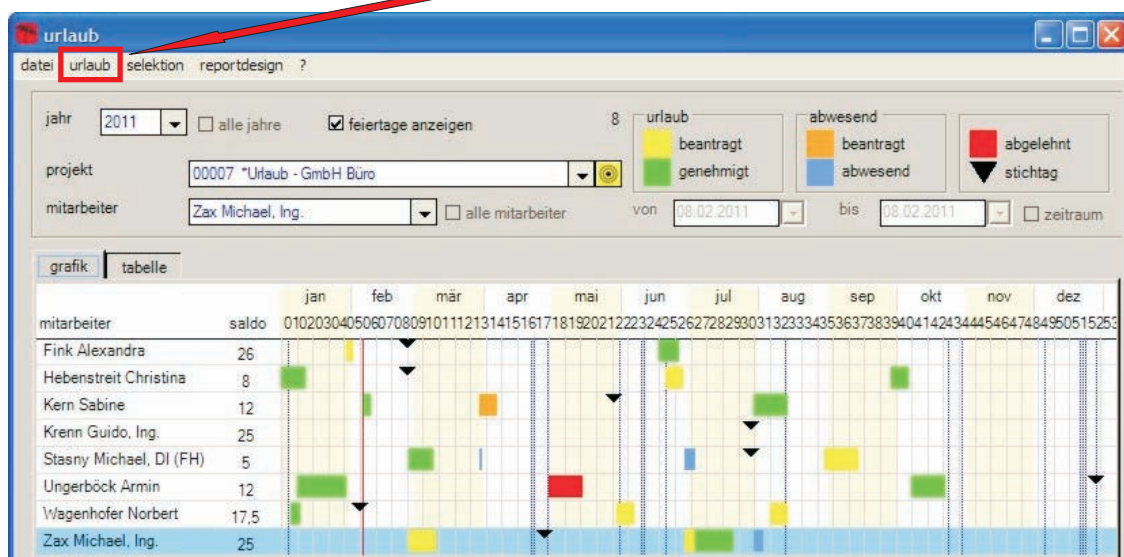 urlaub
datei urlaub selektion reportdesign ?
jahr 2011 alle jahre feiertage anzeigen 8
urlaub
beantragt
genehmigt
abwesend
beantragt
abwesend
abgelehnt
stichtag
projekt 00007 *Urlaub - GmbH Büro
mitarbeiter Zax Michael, Ing. alle mitarbeiter von 08.02.2011 bis 08.02.2011 zeitraum
grafik tabelle
jan feb mär apr mai jun jul aug sep okt nov dez
mitarbeiter saldo 0102030405060708091011121314151617181920212223242526272829303132333435363738394041424344454647484950515253
Fink Alexandra 26
Hebenstreit Christina 8
Kern Sabine 12
Krenn Guido, Ing. 25
Stasny Michael, DI (FH) 5
Ungerböck Armin 12
Wagenhofer Norbert 17,5
Zax Michael, Ing. 25